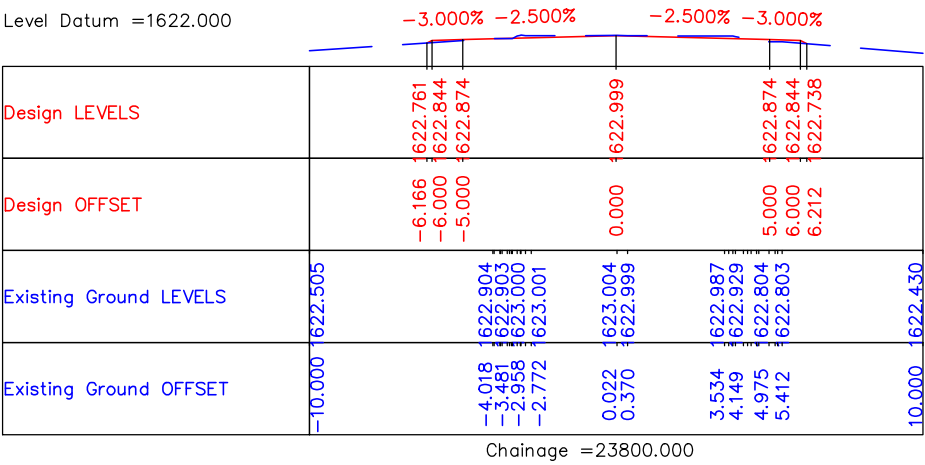 Level Datum =1622.000
-3.000% -2.500% -2.500% -3.000%
Design LEVELS 1622.761 1622.844 1622.874 1622.999 1622.874 1622.844 1622.738
Design OFFSET -6.166 -6.000 -5.000 0.000 5.000 6.000 6.212
Existing Ground LEVELS 1622.505 1622.904 1622.903 1623.000 1623.001 1623.004 1622.999 1622.987 1622.929 1622.804 1622.803 1622.430
Existing Ground OFFSET -10.000 -4.018 -3.481 -2.958 -2.772 0.022 0.370 3.534 4.149 4.975 5.412 10.000
Chainage =23800.000